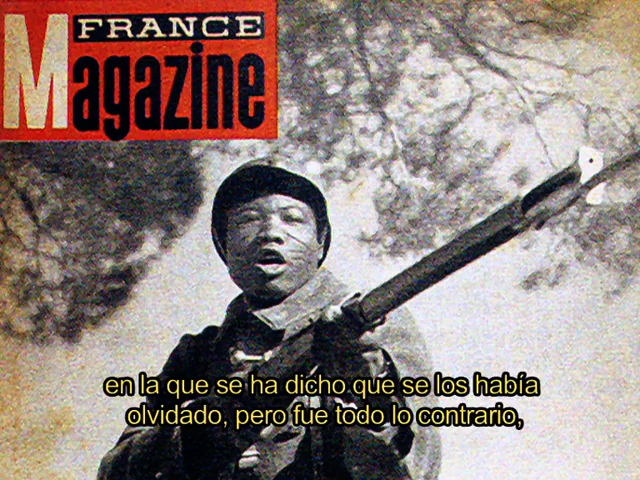 FRANCE
Magazine
en la que se ha dicho que se los había
olvidado, pero fue todo lo contrario,